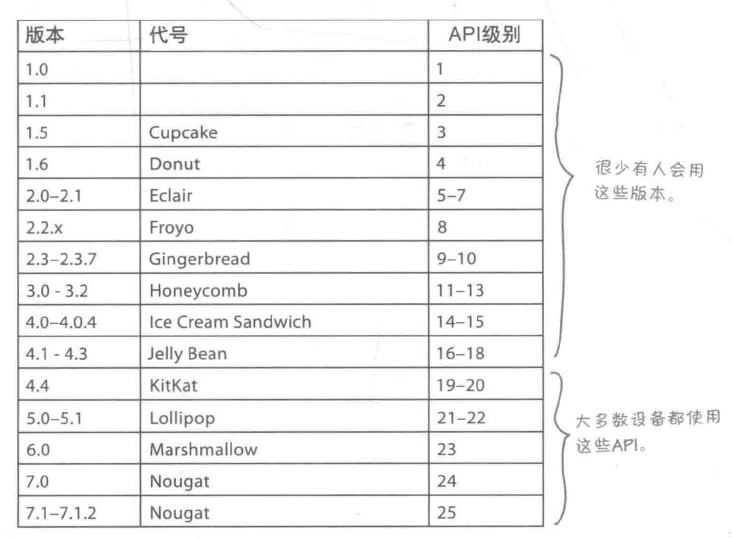 版本 代号 API级别
1.0 1
1.1 2
1.5 Cupcake 3
1.6 Donut 4
2.0–2.1 Eclair 5–7
2.2.x Froyo 8
2.3–2.3.7 Gingerbread 9–10
3.0 - 3.2 Honeycomb 11–13
4.0–4.0.4 Ice Cream Sandwich 14–15
4.1 - 4.3 Jelly Bean 16–18
很少有人会用
这些版本。
4.4 KitKat 19–20
5.0–5.1 Lollipop 21–22
6.0 Marshmallow 23
7.0 Nougat 24
7.1–7.1.2 Nougat 25
大多数设备都使用
这些API。